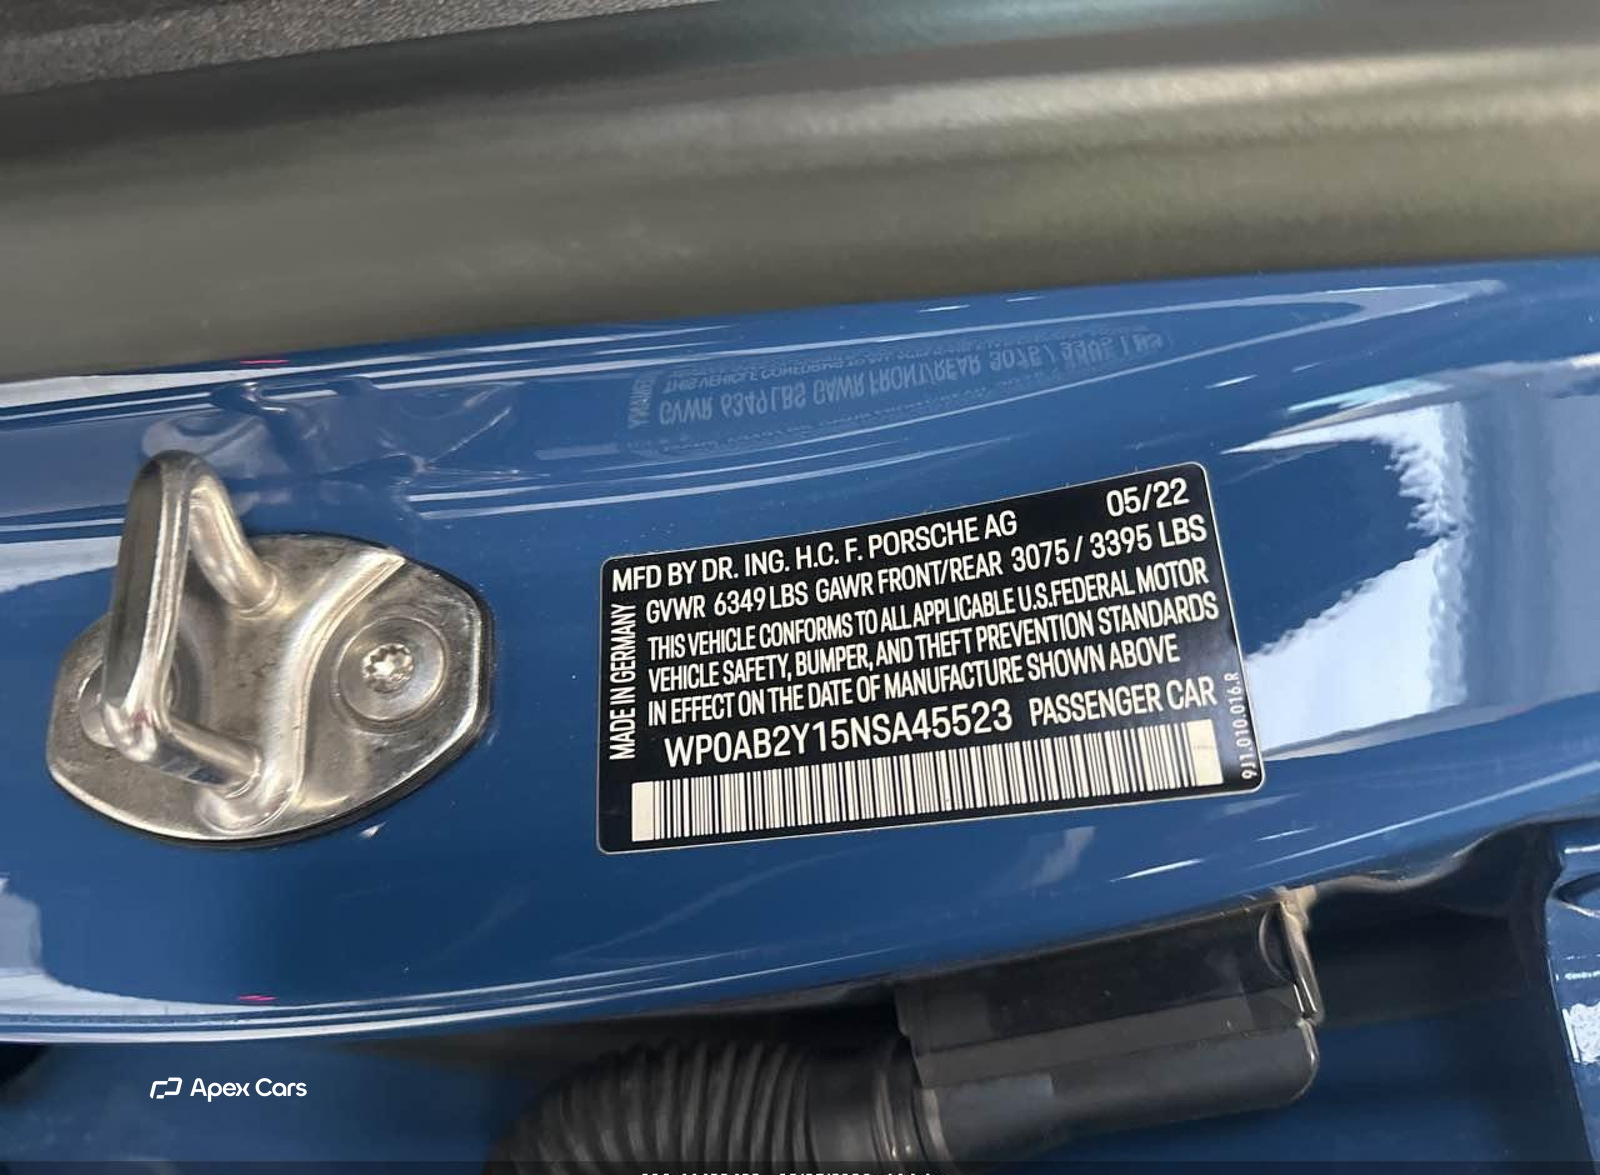 MFD BY DR. ING. H.C. F. PORSCHE AG 05/22
GVWR 6349 LBS GAWR FRONT/REAR 3075 / 3395 LBS
THIS VEHICLE CONFORMS TO ALL APPLICABLE U.S.FEDERAL MOTOR
VEHICLE SAFETY, BUMPER, AND THEFT PREVENTION STANDARDS
IN EFFECT ON THE DATE OF MANUFACTURE SHOWN ABOVE
WP0AB2Y15NSA45523 PASSENGER CAR
MADE IN GERMANY
9J1.010.016.R
Apex Cars